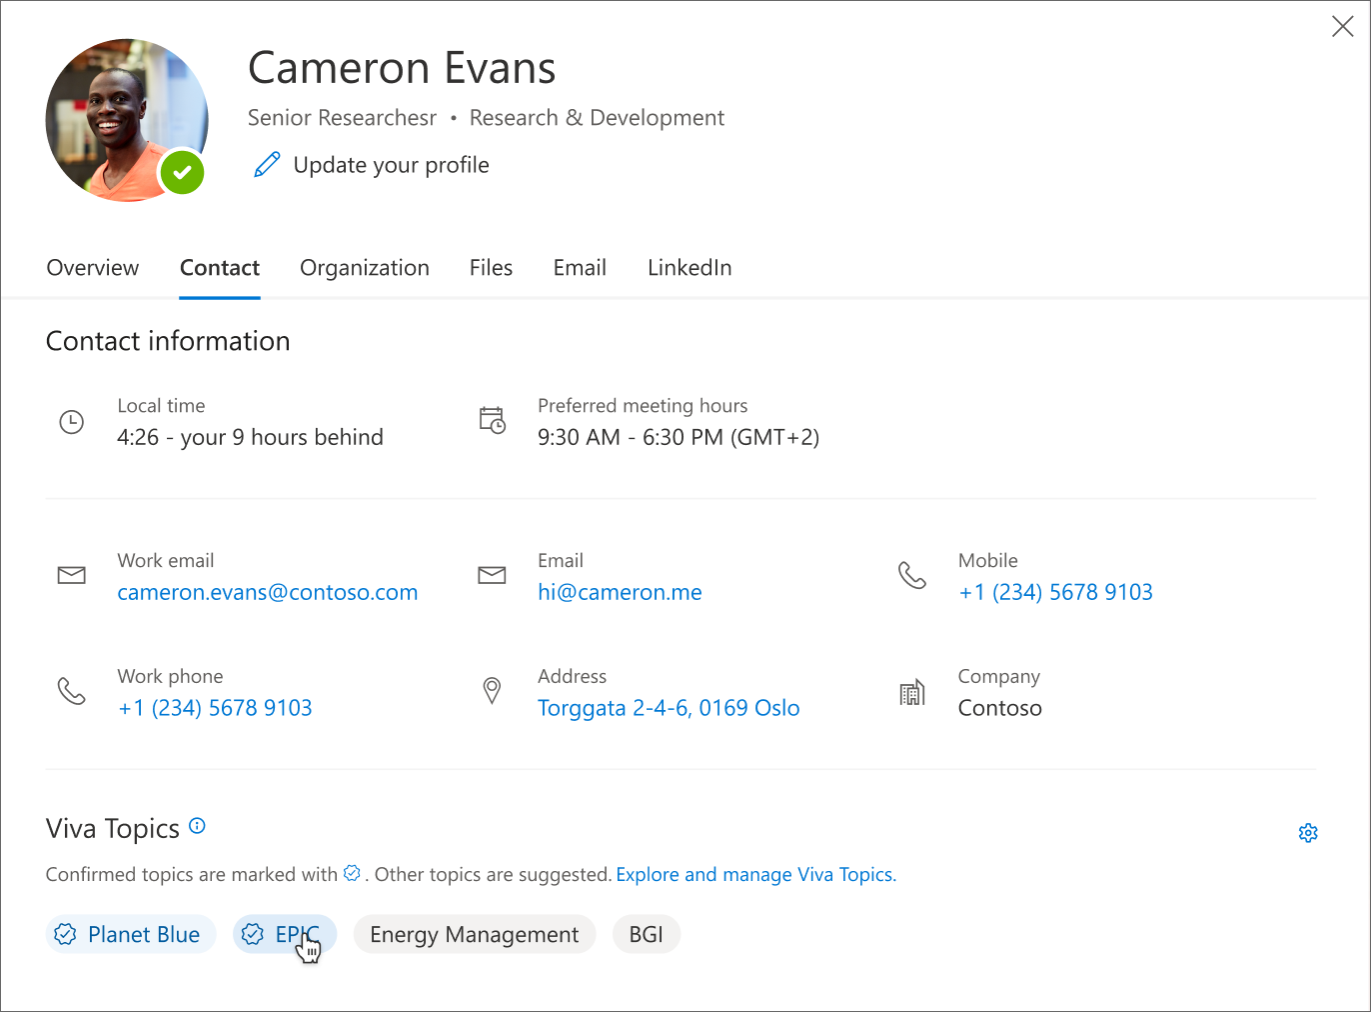 Cameron Evans
Senior Researchesr • Research & Development
Update your profile
Overview Contact Organization Files Email LinkedIn
Contact information
Local time
4:26 - your 9 hours behind
Preferred meeting hours
9:30 AM - 6:30 PM (GMT+2)
Work email
cameron.evans@contoso.com
Email
hi@cameron.me
Mobile
+1 (234) 5678 9103
Work phone
+1 (234) 5678 9103
Address
Torggata 2-4-6, 0169 Oslo
Company
Contoso
Viva Topics
Confirmed topics are marked with . Other topics are suggested. Explore and manage Viva Topics.
Planet Blue EPIC Energy Management BGI